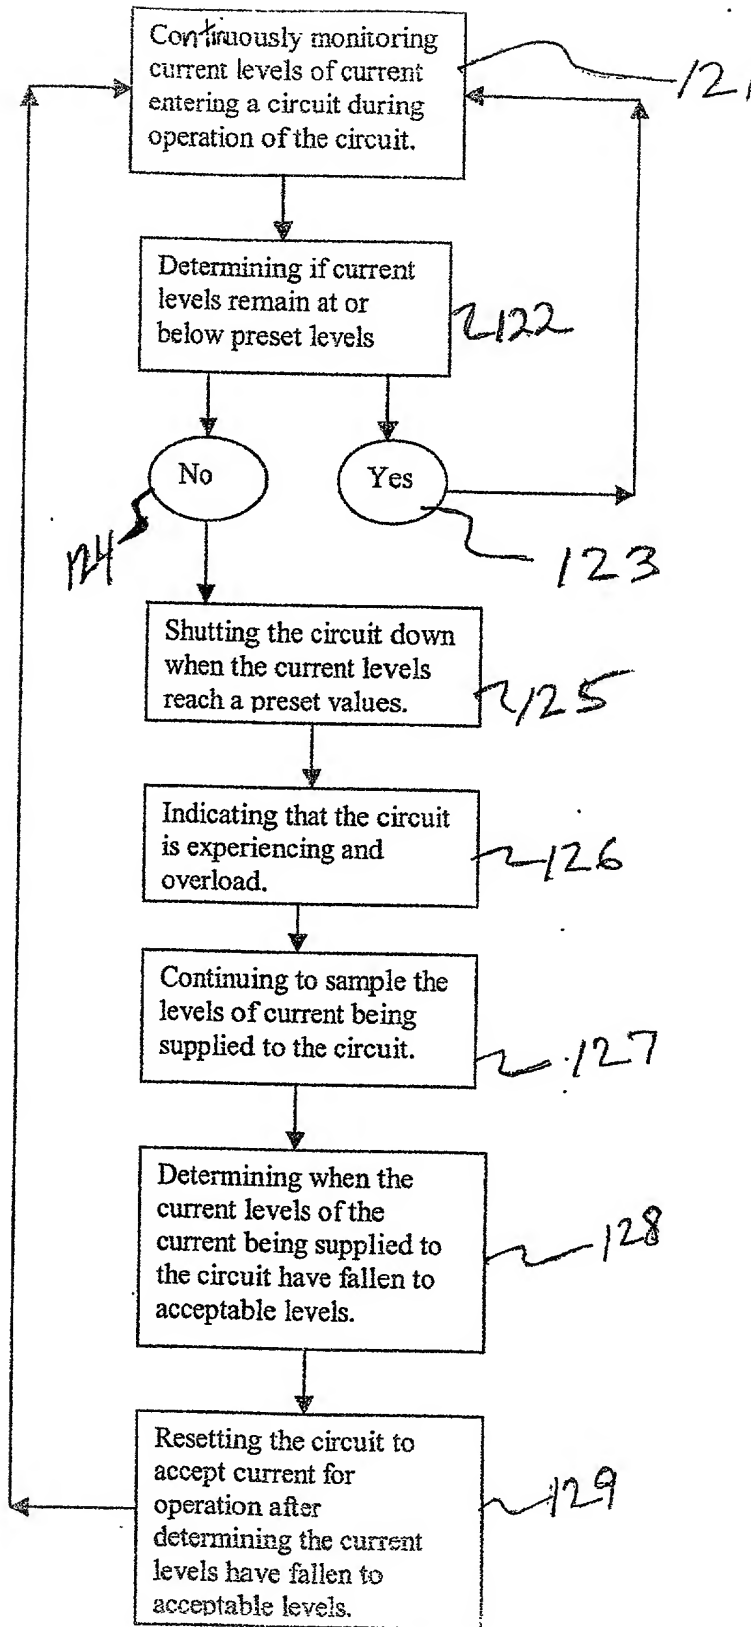 Continuously monitoring
current levels of current
entering a circuit during
operation of the circuit.
121
Determining if current
levels remain at or
below preset levels
122
No
Yes
124
123
Shutting the circuit down
when the current levels
reach a preset values.
125
Indicating that the circuit
is experiencing and
overload.
126
Continuing to sample the
levels of current being
supplied to the circuit.
127
Determining when the
current levels of the
current being supplied to
the circuit have fallen to
acceptable levels.
128
Resetting the circuit to
accept current for
operation after
determining the current
levels have fallen to
acceptable levels.
129